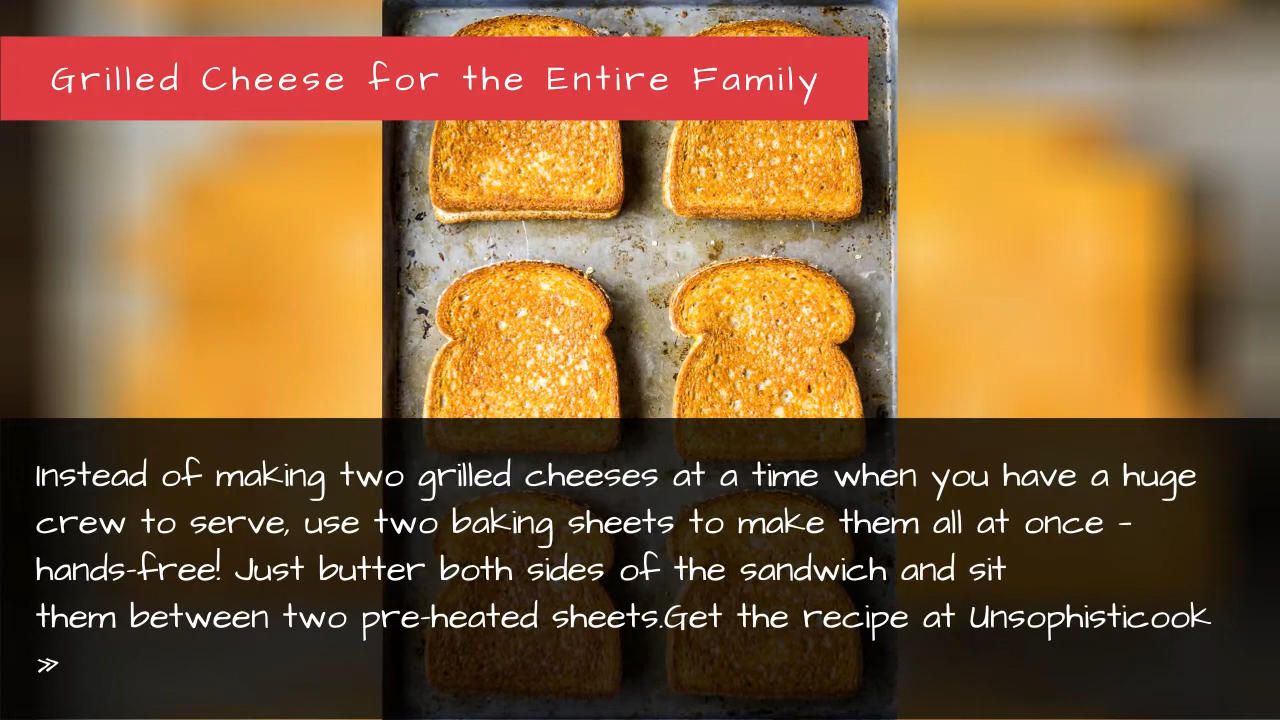 Grilled Cheese for the Entire Family
Instead of making two grilled cheeses at a time when you have a huge
crew to serve, use two baking sheets to make them all at once -
hands-free! Just butter both sides of the sandwich and sit
them between two pre-heated sheets.Get the recipe at Unsophisticook
»